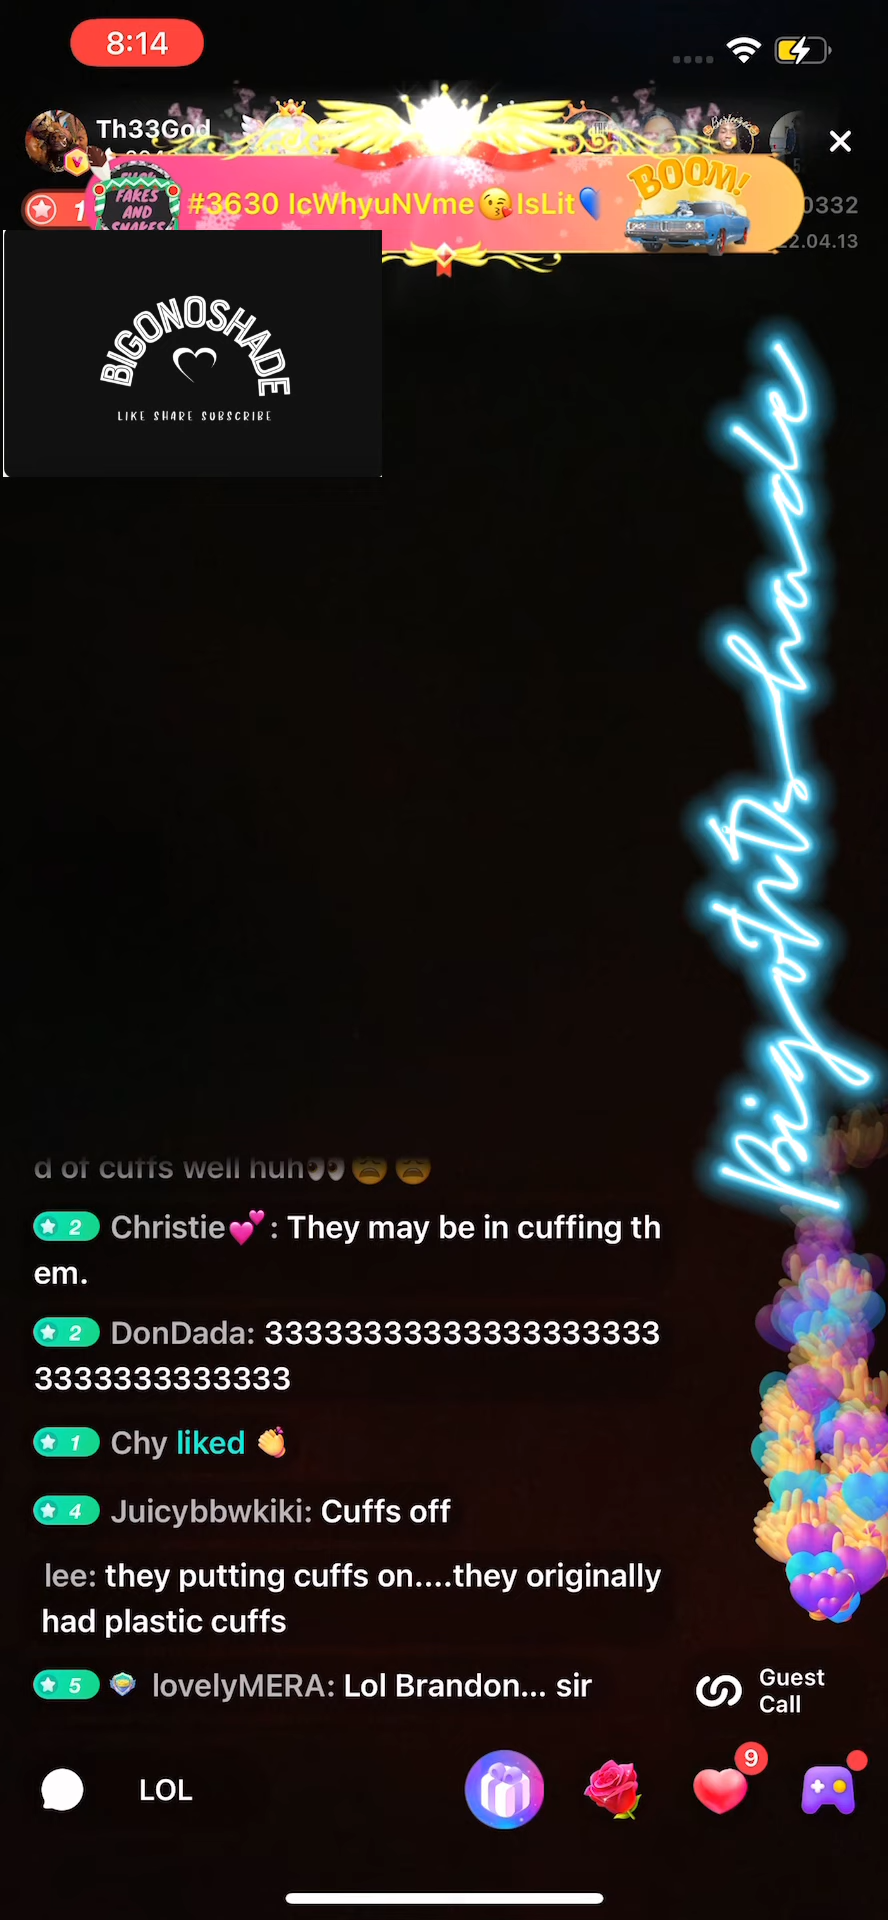 8:14
Th33God
FAKES
AND
SNAKES
#3630 IcWhyuNVme😘IsLit
BOOM!
1
0332
2.04.13
BIGONOSHADE
LIKE SHARE SUBSCRIBE
BigoNoshade
d of cuffs well huh👀😩😩
2 Christie💕: They may be in cuffing th
em.
2 DonDada: 33333333333333333333
3333333333333
1 Chy liked 👏
4 Juicybbwkiki: Cuffs off
lee: they putting cuffs on....they originally
had plastic cuffs
5 lovelyMERA: Lol Brandon... sir
Guest
Call
LOL
9